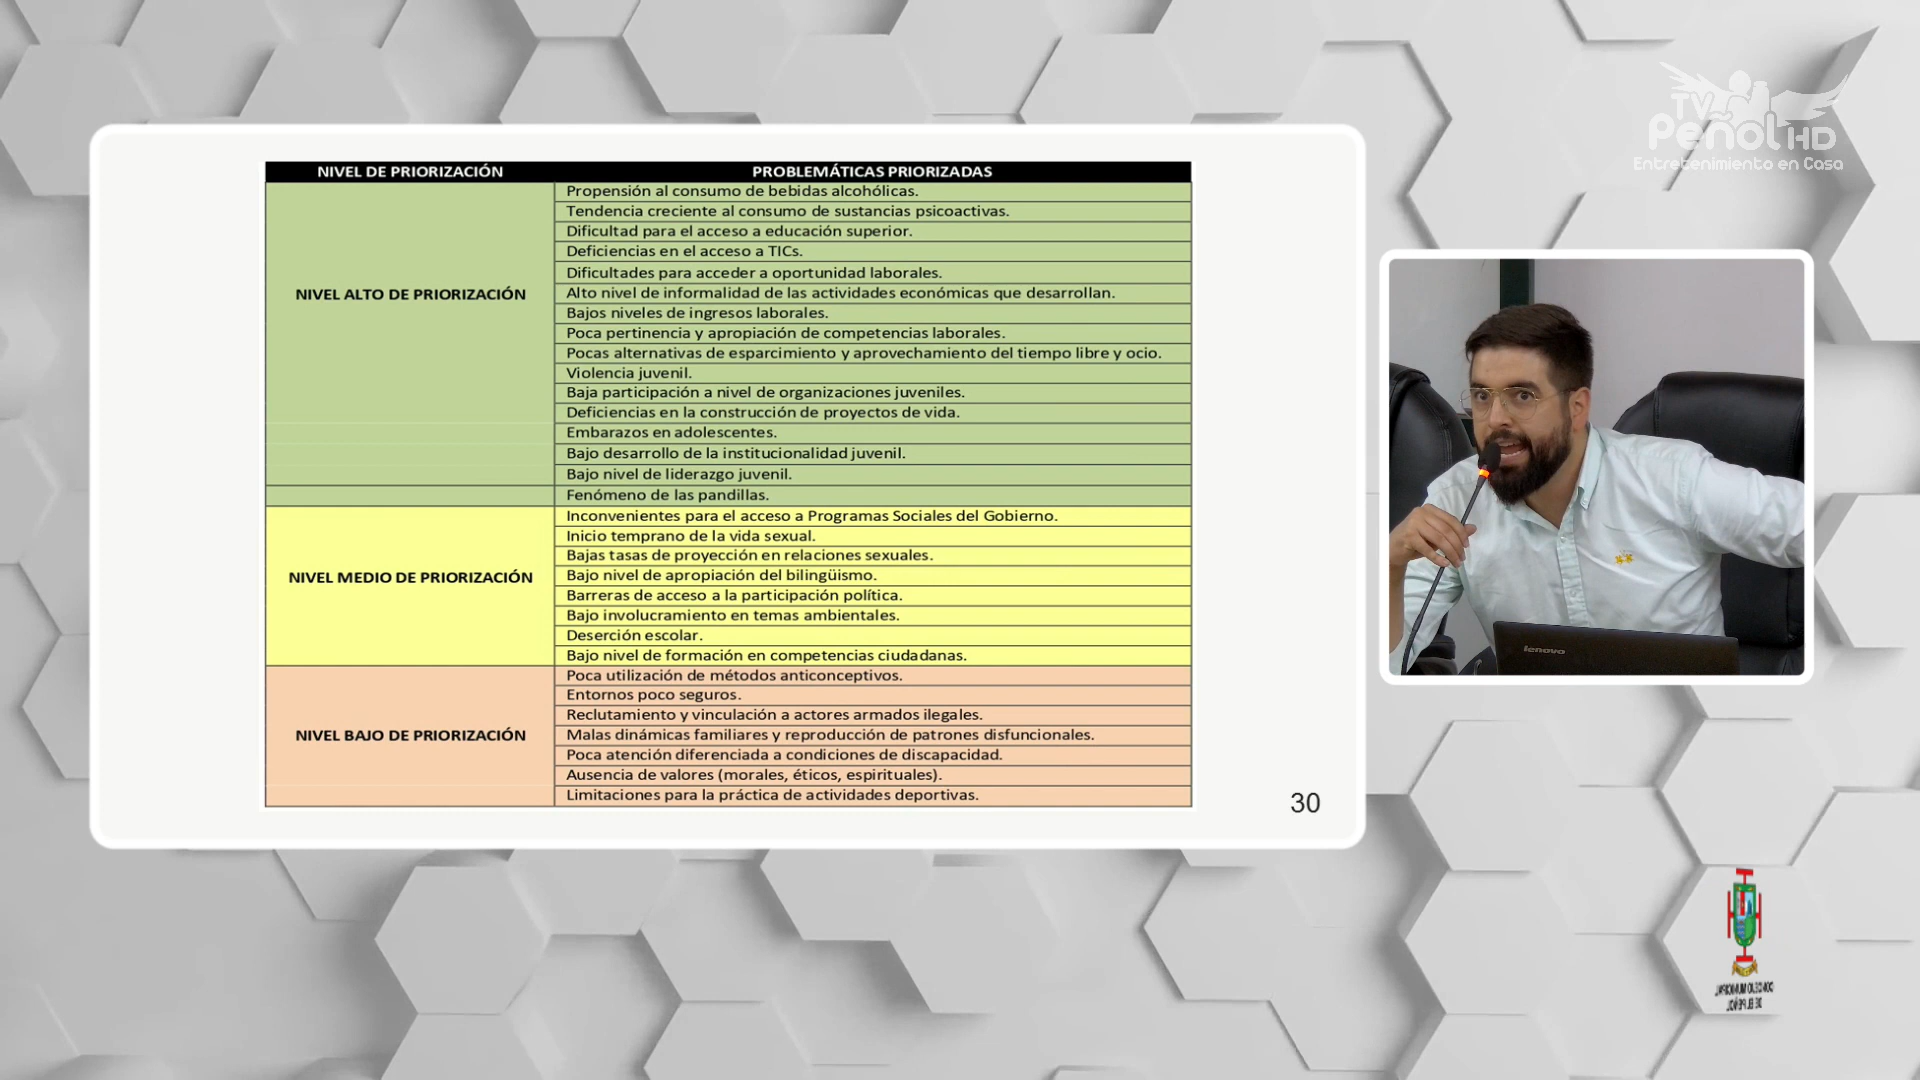 TV
Peñol HD
Entretenimiento en Casa
NIVEL DE PRIORIZACIÓN PROBLEMÁTICAS PRIORIZADAS
NIVEL ALTO DE PRIORIZACIÓN
Propensión al consumo de bebidas alcohólicas.
Tendencia creciente al consumo de sustancias psicoactivas.
Dificultad para el acceso a educación superior.
Deficiencias en el acceso a TICs.
Dificultades para acceder a oportunidad laborales.
Alto nivel de informalidad de las actividades económicas que desarrollan.
Bajos niveles de ingresos laborales.
Poca pertinencia y apropiación de competencias laborales.
Pocas alternativas de esparcimiento y aprovechamiento del tiempo libre y ocio.
Violencia juvenil.
Baja participación a nivel de organizaciones juveniles.
Deficiencias en la construcción de proyectos de vida.
Embarazos en adolescentes.
Bajo desarrollo de la institucionalidad juvenil.
Bajo nivel de liderazgo juvenil.
Fenómeno de las pandillas.
NIVEL MEDIO DE PRIORIZACIÓN
Inconvenientes para el acceso a Programas Sociales del Gobierno.
Inicio temprano de la vida sexual.
Bajas tasas de proyección en relaciones sexuales.
Bajo nivel de apropiación del bilingüismo.
Barreras de acceso a la participación política.
Bajo involucramiento en temas ambientales.
Deserción escolar.
Bajo nivel de formación en competencias ciudadanas.
NIVEL BAJO DE PRIORIZACIÓN
Poca utilización de métodos anticonceptivos.
Entornos poco seguros.
Reclutamiento y vinculación a actores armados ilegales.
Malas dinámicas familiares y reproducción de patrones disfuncionales.
Poca atención diferenciada a condiciones de discapacidad.
Ausencia de valores (morales, éticos, espirituales).
Limitaciones para la práctica de actividades deportivas.
30
lenovo
CONCEJO MUNICIPAL
DE EL PEÑOL